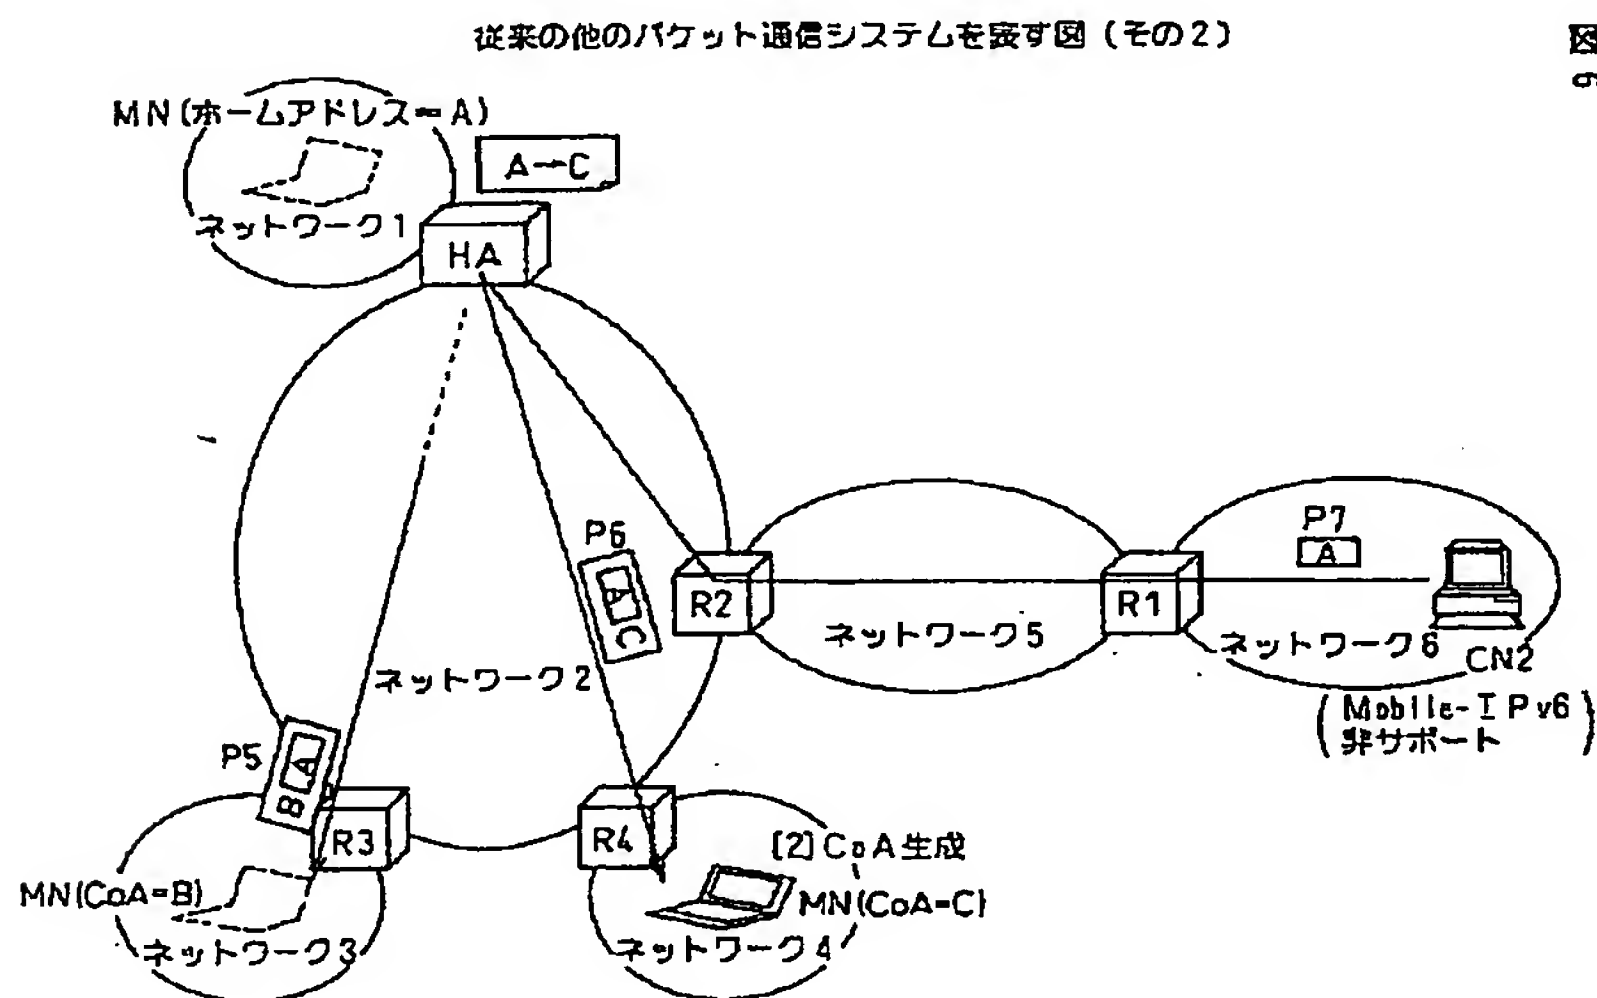 従来の他のパケット通信システムを表す図(その2)
図
の
MN(ホームアドレス=A)
A→C
ネットワーク1
HA
P6
A
C
P7
A
R2
R1
ネットワーク5
ネットワーク6
CN2
ネットワーク2
(Mobile-IPv6
非サポート)
P5
A
B
R3
R4
[2]CoA生成
MN(CoA=B)
MN(CoA=C)
ネットワーク3
ネットワーク4